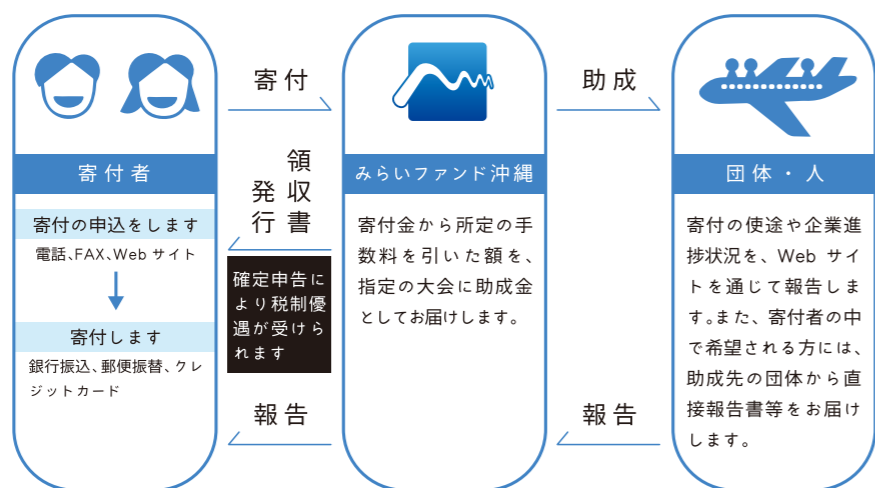 寄付者
寄付の申込をします
電話、FAX、Web サイト
寄付します
銀行振込、郵便振替、クレ
ジットカード
寄付
領収書
発行
確定申告に
より税制優
遇が受けら
れます
報告
みらいファンド沖縄
寄付金から所定の手
数料を引いた額を、
指定の大会に助成金
としてお届けします。
助成
報告
団体・人
寄付の使途や企業進
捗状況を、Web サイ
トを通じて報告しま
す。また、寄付者の中
で希望される方には、
助成先の団体から直
接報告書等をお届け
します。